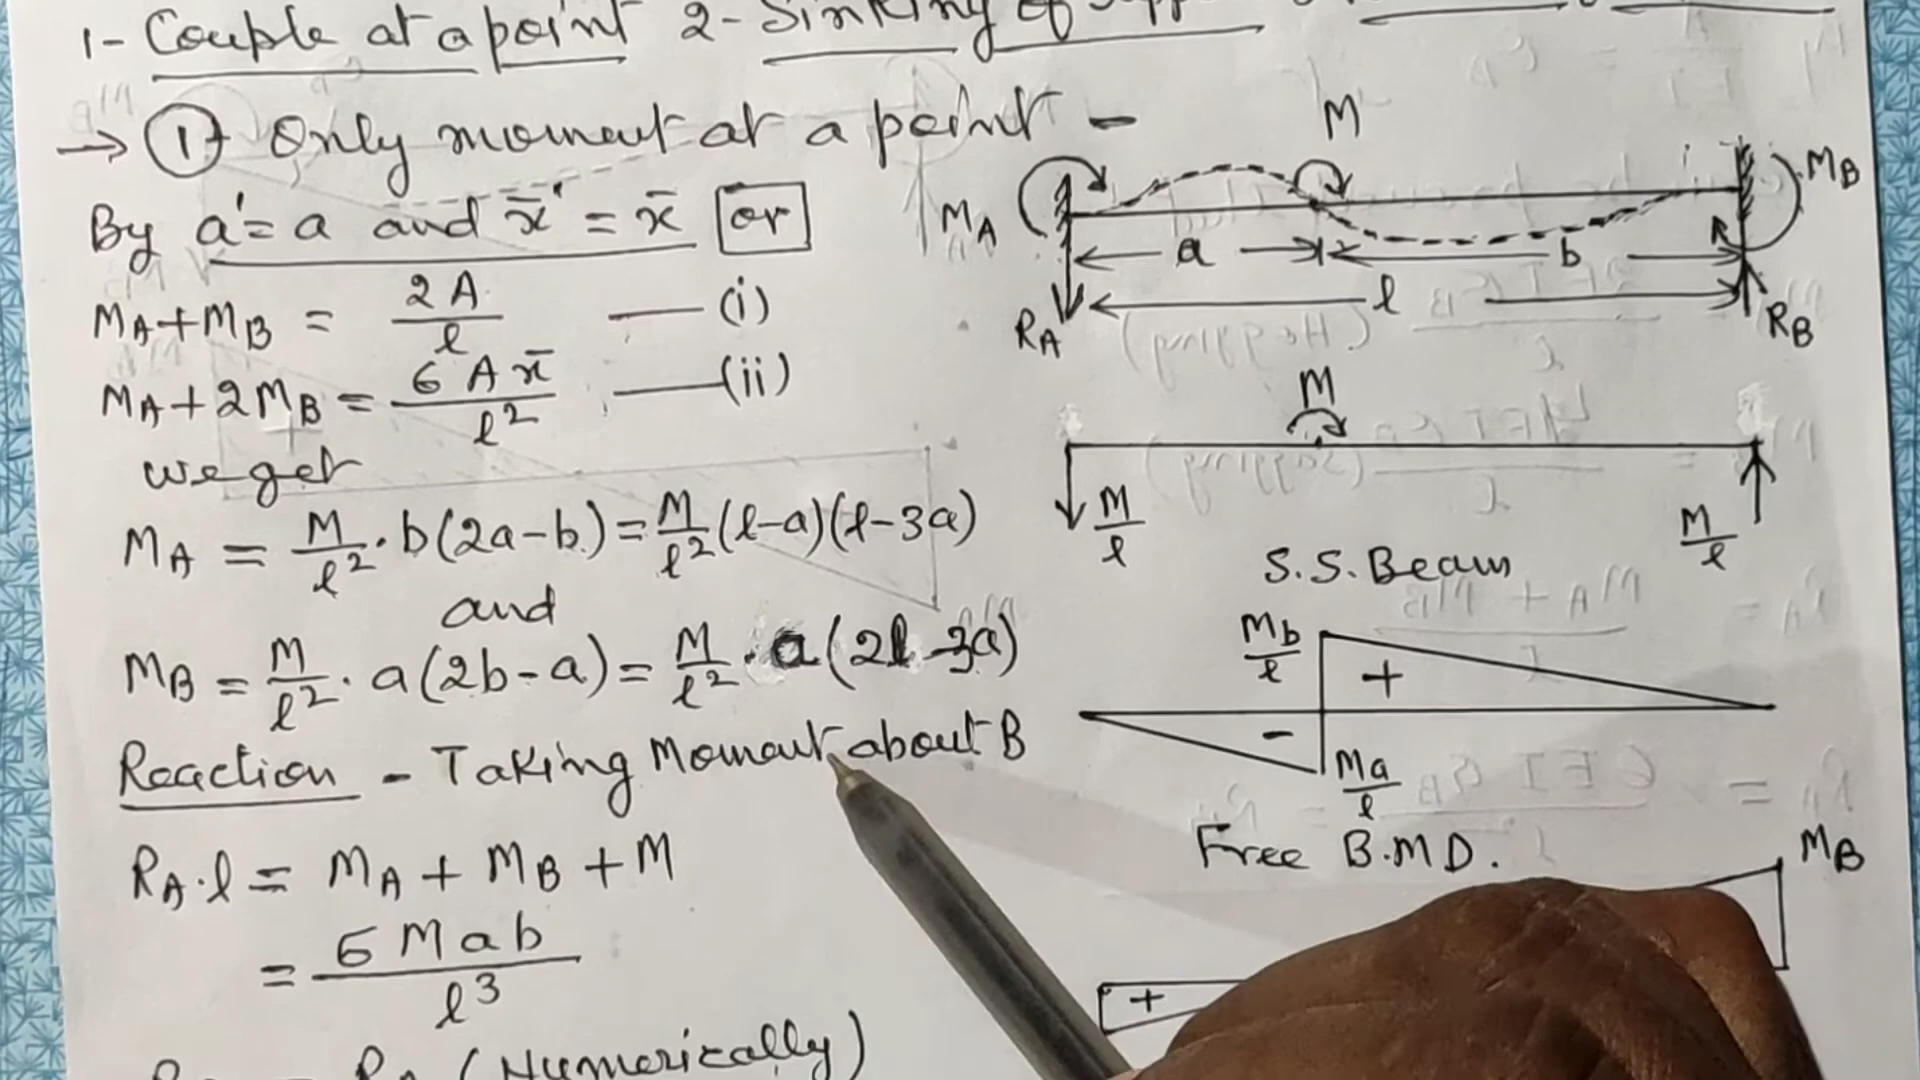 1- Couple at a point 2- Sinking of
→ ① Only moment at a point -
By a' = a and x̄' = x̄ or
M_A + M_B = 2A/l —— (i)
M_A + 2M_B = 6Ax̄/l² —— (ii)
we get
M_A = M/l² · b(2a-b) = M/l² (l-a)(l-3a)
and
M_B = M/l² · a(2b-a) = M/l² · a(2l-3a)
Reaction - Taking Moment about B
R_A · l = M_A + M_B + M
= 6Mab/l³
(Numerically)
M
M_A
M_B
a
b
l
R_A
R_B
M
M/l
M/l
S.S. Beam
Mb/l
+
-
Ma/l
Free B.M.D.
M_B
+